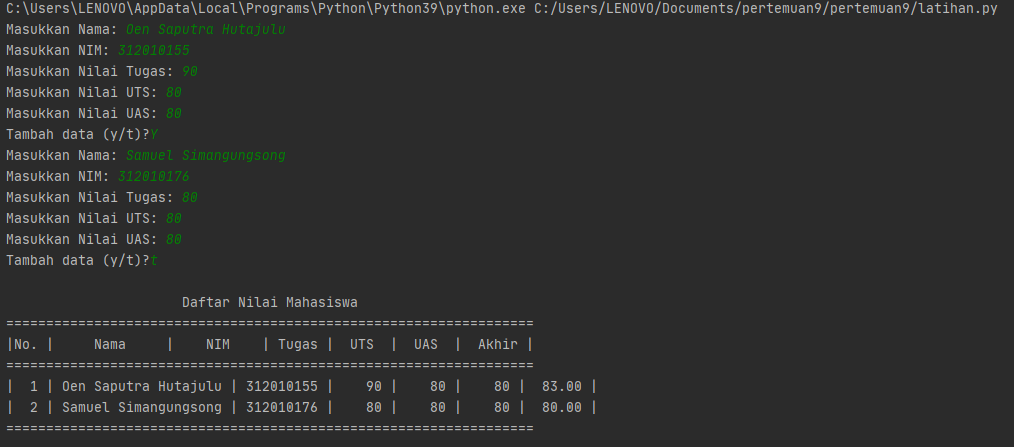 C:\Users\LENOVO\AppData\Local\Programs\Python\Python39\python.exe C:/Users/LENOVO/Documents/pertemuan9/pertemuan9/latihan.py
Masukkan Nama: Oen Saputra Hutajulu
Masukkan NIM: 312010155
Masukkan Nilai Tugas: 90
Masukkan Nilai UTS: 80
Masukkan Nilai UAS: 80
Tambah data (y/t)?Y
Masukkan Nama: Samuel Simangungsong
Masukkan NIM: 312010176
Masukkan Nilai Tugas: 80
Masukkan Nilai UTS: 80
Masukkan Nilai UAS: 80
Tambah data (y/t)?t
                      Daftar Nilai Mahasiswa
==================================================================
|No. |     Nama     |    NIM    | Tugas |  UTS  |  UAS  |  Akhir |
==================================================================
|  1 | Oen Saputra Hutajulu | 312010155 |    90 |    80 |    80 |  83.00 |
|  2 | Samuel Simangungsong | 312010176 |    80 |    80 |    80 |  80.00 |
==================================================================